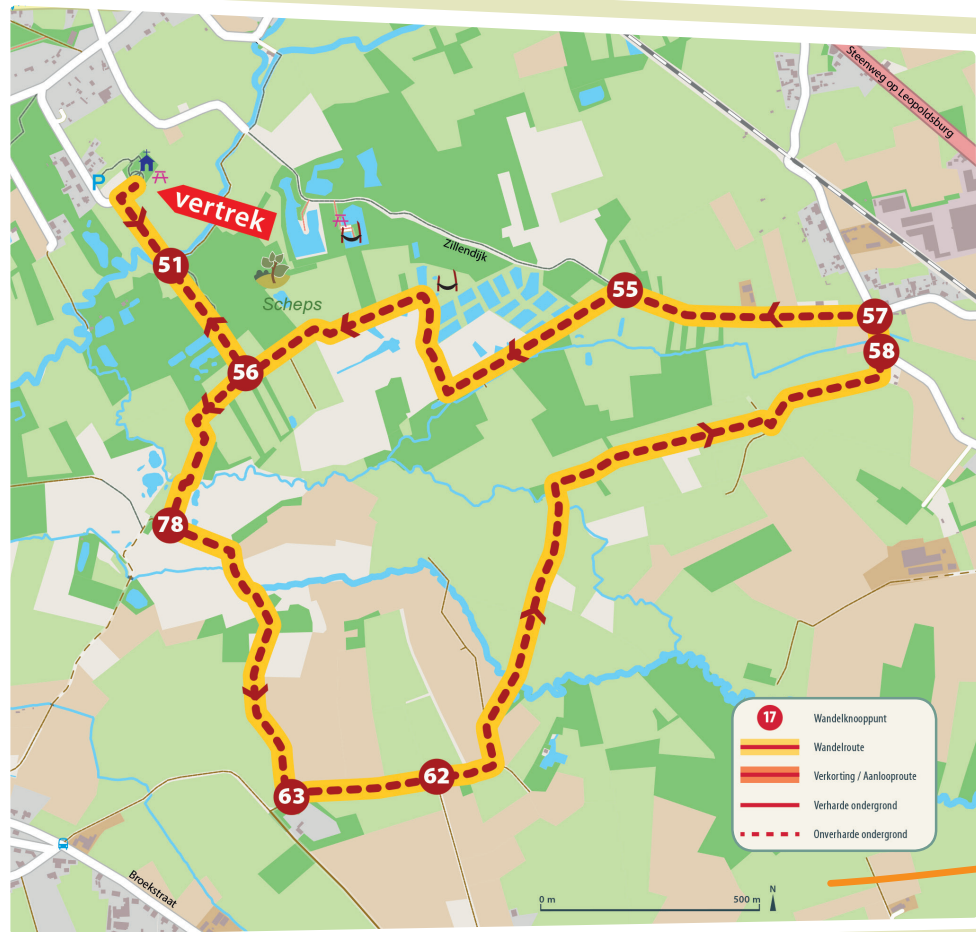 Steenweg op Leopoldsburg
P
vertrek
Zillendijk
51
Scheps
55
57
58
56
78
62
63
17 Wandelknooppunt
Wandelroute
Verkorting / Aanlooproute
Verharde ondergrond
Onverharde ondergrond
Broekstraat
0 m 500 m
N